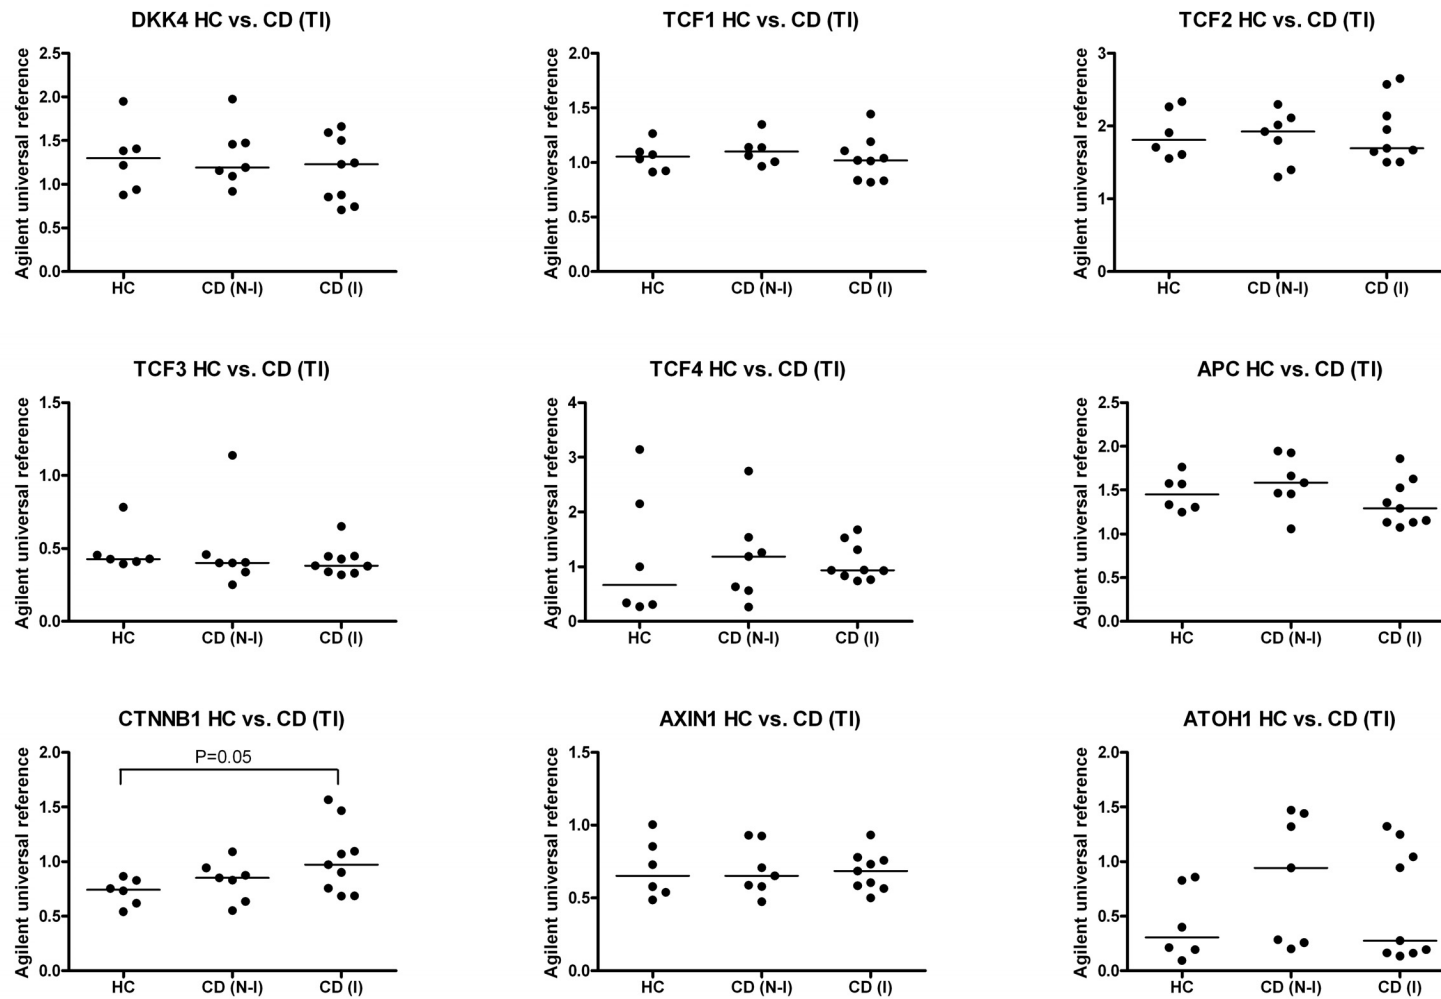 DKK4 HC vs. CD (TI)
Agilent universal reference
2.5
2.0
1.5
1.0
0.5
0.0
HC
CD (N-I)
CD (I)
TCF1 HC vs. CD (TI)
Agilent universal reference
2.0
1.5
1.0
0.5
0.0
HC
CD (N-I)
CD (I)
TCF2 HC vs. CD (TI)
Agilent universal reference
3
2
1
0
HC
CD (N-I)
CD (I)
TCF3 HC vs. CD (TI)
Agilent universal reference
1.5
1.0
0.5
0.0
HC
CD (N-I)
CD (I)
TCF4 HC vs. CD (TI)
Agilent universal reference
4
3
2
1
0
HC
CD (N-I)
CD (I)
APC HC vs. CD (TI)
Agilent universal reference
2.5
2.0
1.5
1.0
0.5
0.0
HC
CD (N-I)
CD (I)
CTNNB1 HC vs. CD (TI)
Agilent universal reference
2.0
1.5
1.0
0.5
0.0
P=0.05
HC
CD (N-I)
CD (I)
AXIN1 HC vs. CD (TI)
Agilent universal reference
1.5
1.0
0.5
0.0
HC
CD (N-I)
CD (I)
ATOH1 HC vs. CD (TI)
Agilent universal reference
2.0
1.5
1.0
0.5
0.0
HC
CD (N-I)
CD (I)